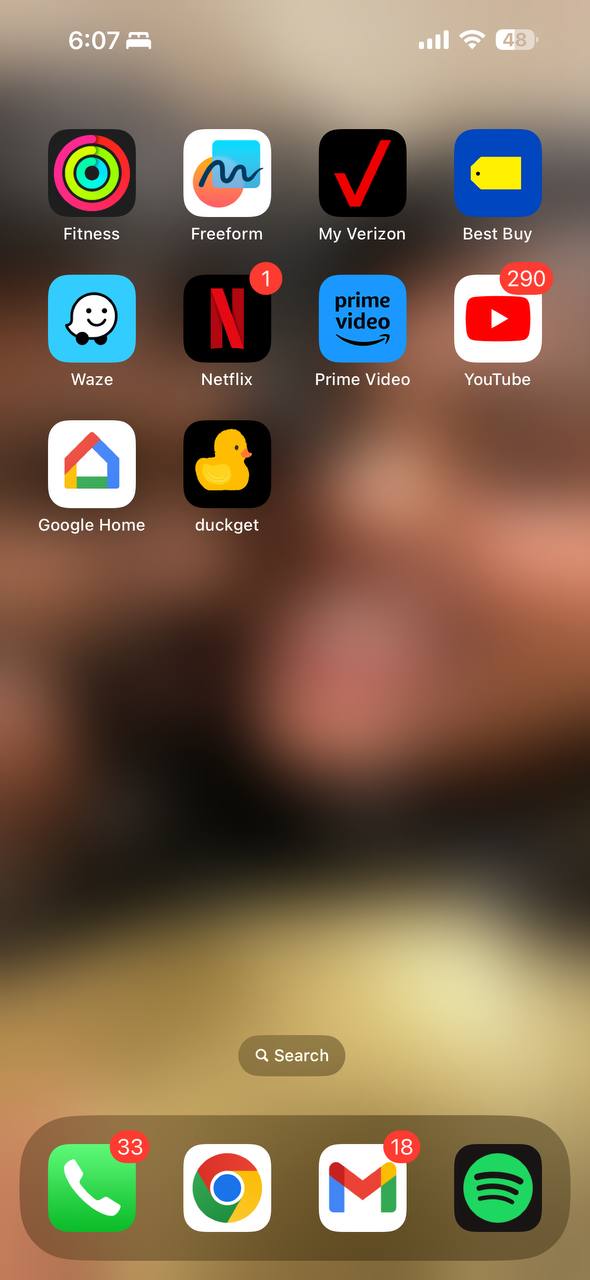 6:07
48
Fitness
Freeform
My Verizon
Best Buy
1
prime video
290
Waze
Netflix
Prime Video
YouTube
Google Home
duckget
Search
33
18